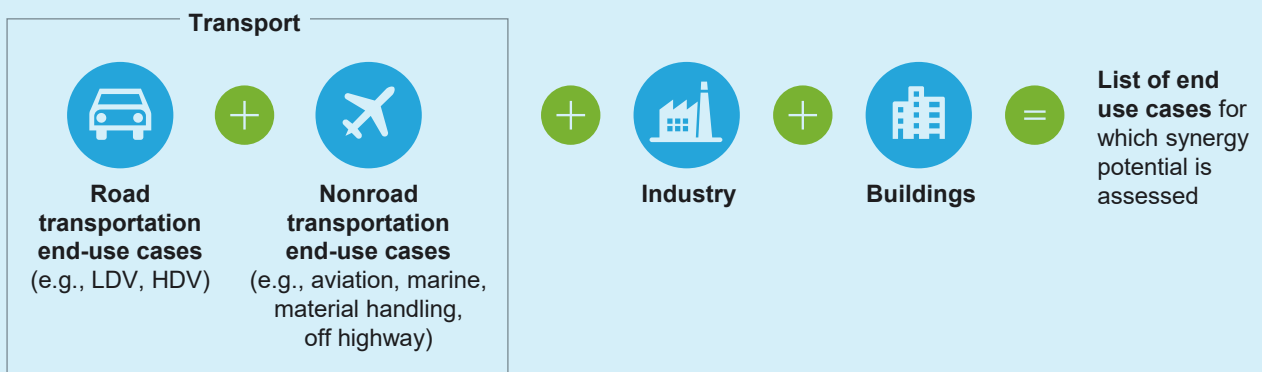 Transport
Road
transportation
end-use cases
(e.g., LDV, HDV)
Nonroad
transportation
end-use cases
(e.g., aviation, marine,
material handling,
off highway)
Industry
Buildings
List of end
use cases for
which synergy
potential is
assessed